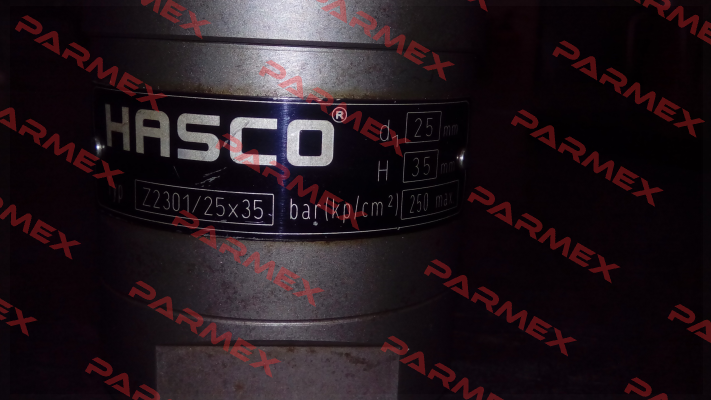 HASCO®
d1 25 mm
H 35 mm
Z2301/25x35 bar(kp/cm²) 250 max
PARMEX